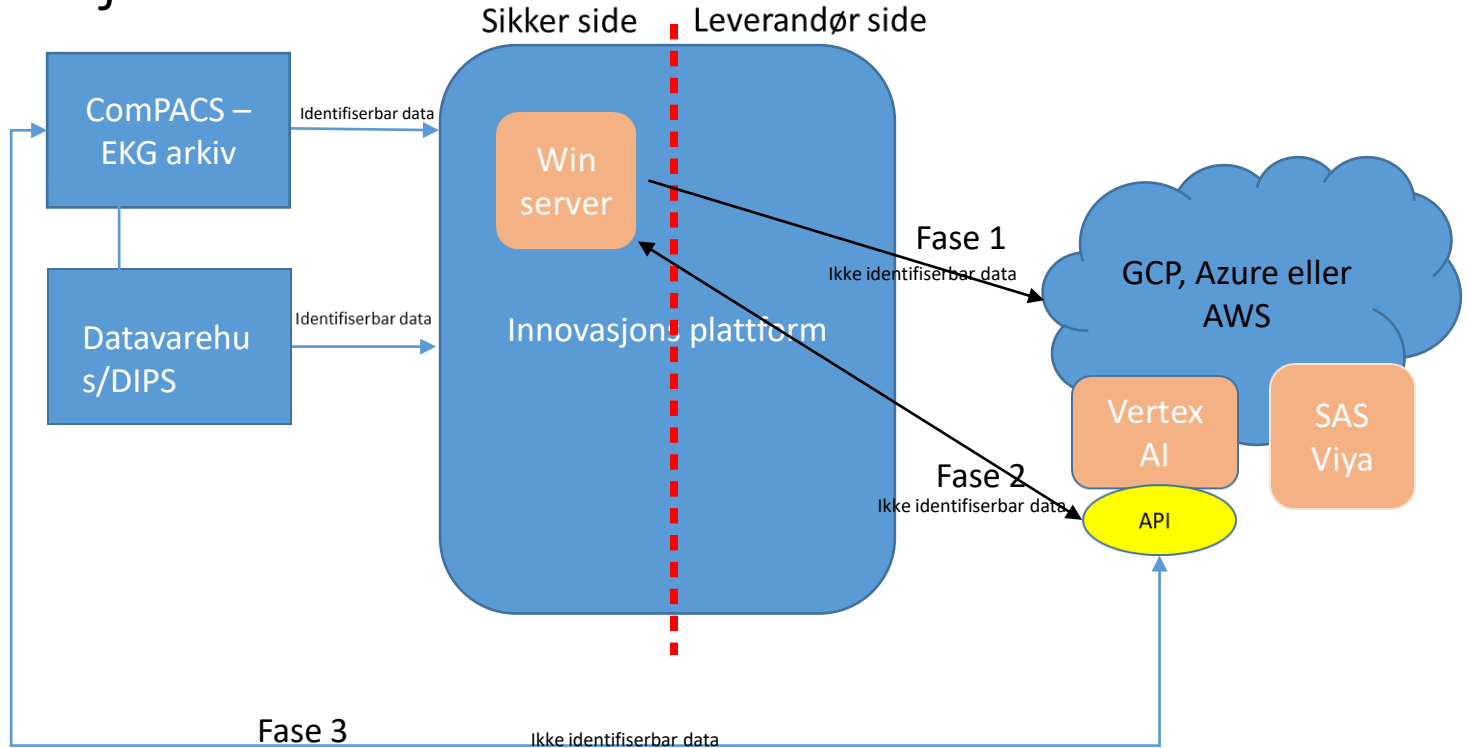 Sikker side
Leverandør side
ComPACS –
EKG arkiv
Identifiserbar data
Win
server
Fase 1
Ikke identifiserbar data
GCP, Azure eller
AWS
Datavarehu
s/DIPS
Identifiserbar data
Innovasjons plattform
Vertex
AI
SAS
Viya
Fase 2
Ikke identifiserbar data
API
Fase 3
Ikke identifiserbar data